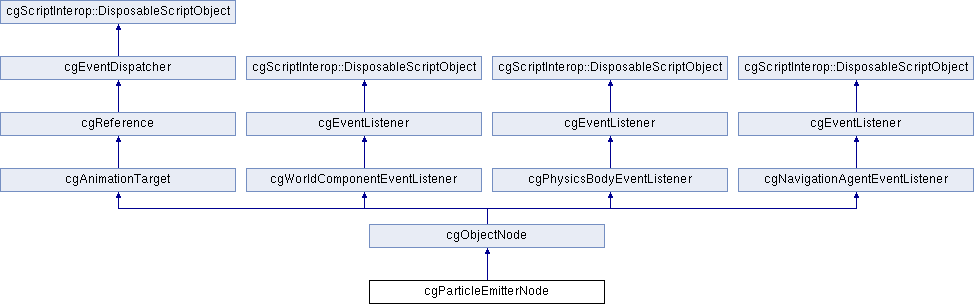 cgScriptInterop::DisposableScriptObject
cgEventDispatcher
cgScriptInterop::DisposableScriptObject
cgScriptInterop::DisposableScriptObject
cgScriptInterop::DisposableScriptObject
cgReference
cgEventListener
cgEventListener
cgEventListener
cgAnimationTarget
cgWorldComponentEventListener
cgPhysicsBodyEventListener
cgNavigationAgentEventListener
cgObjectNode
cgParticleEmitterNode